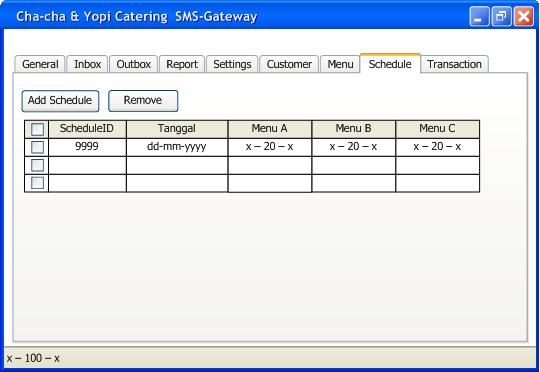 Cha-cha & Yopi Catering SMS-Gateway
General Inbox Outbox Report Settings Customer Menu Schedule Transaction
Add Schedule Remove
ScheduleID Tanggal Menu A Menu B Menu C
9999 dd-mm-yyyy x – 20 – x x – 20 – x x – 20 – x
x – 100 – x